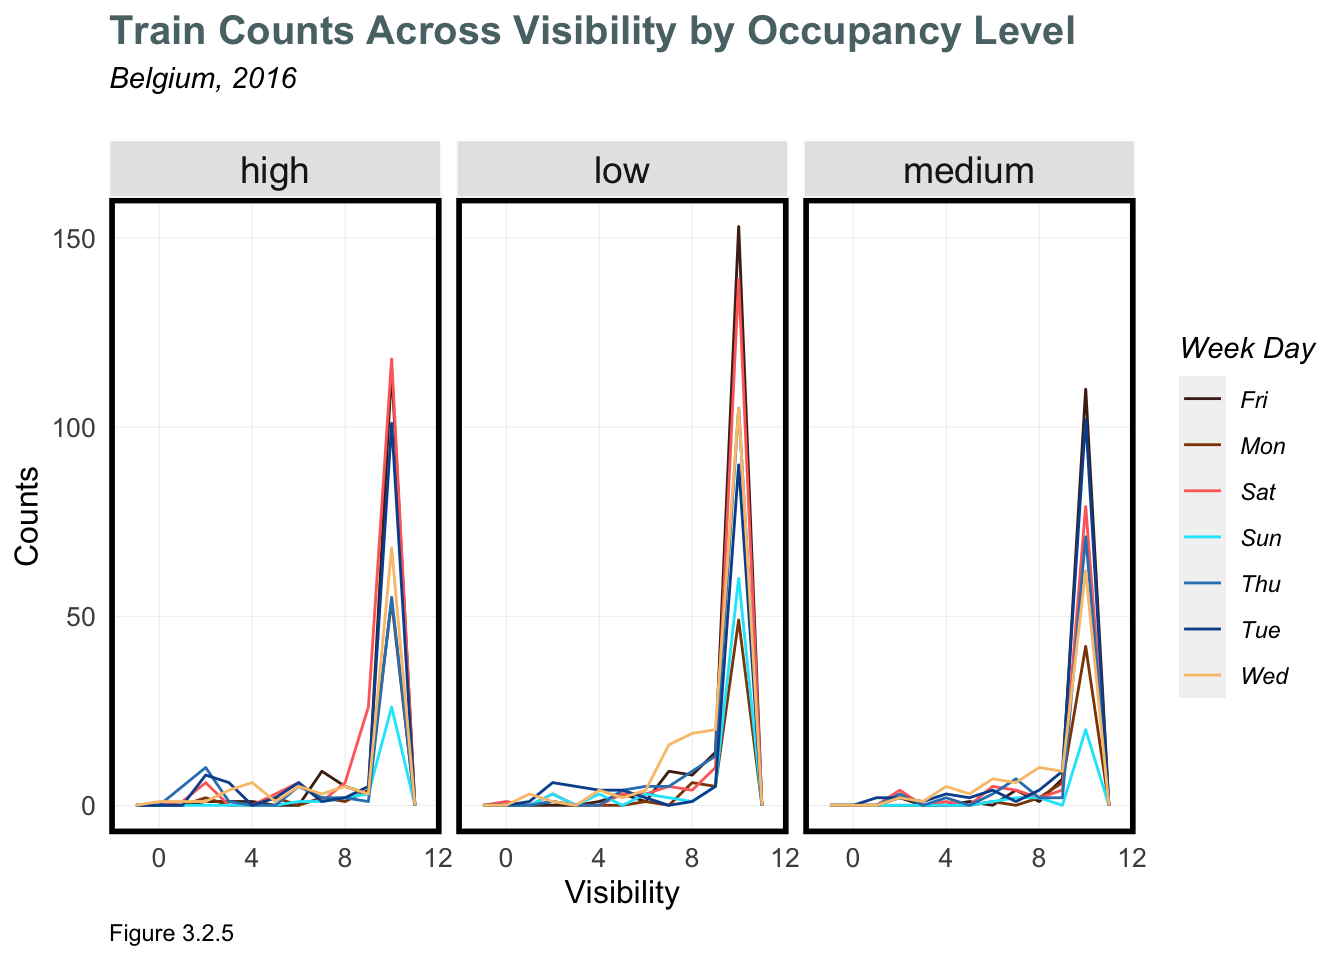 Train Counts Across Visibility by Occupancy Level
Belgium, 2016
high low medium
150
100
50
0
Counts
0 4 8 12 0 4 8 12 0 4 8 12
Visibility
Week Day
Fri
Mon
Sat
Sun
Thu
Tue
Wed
Figure 3.2.5